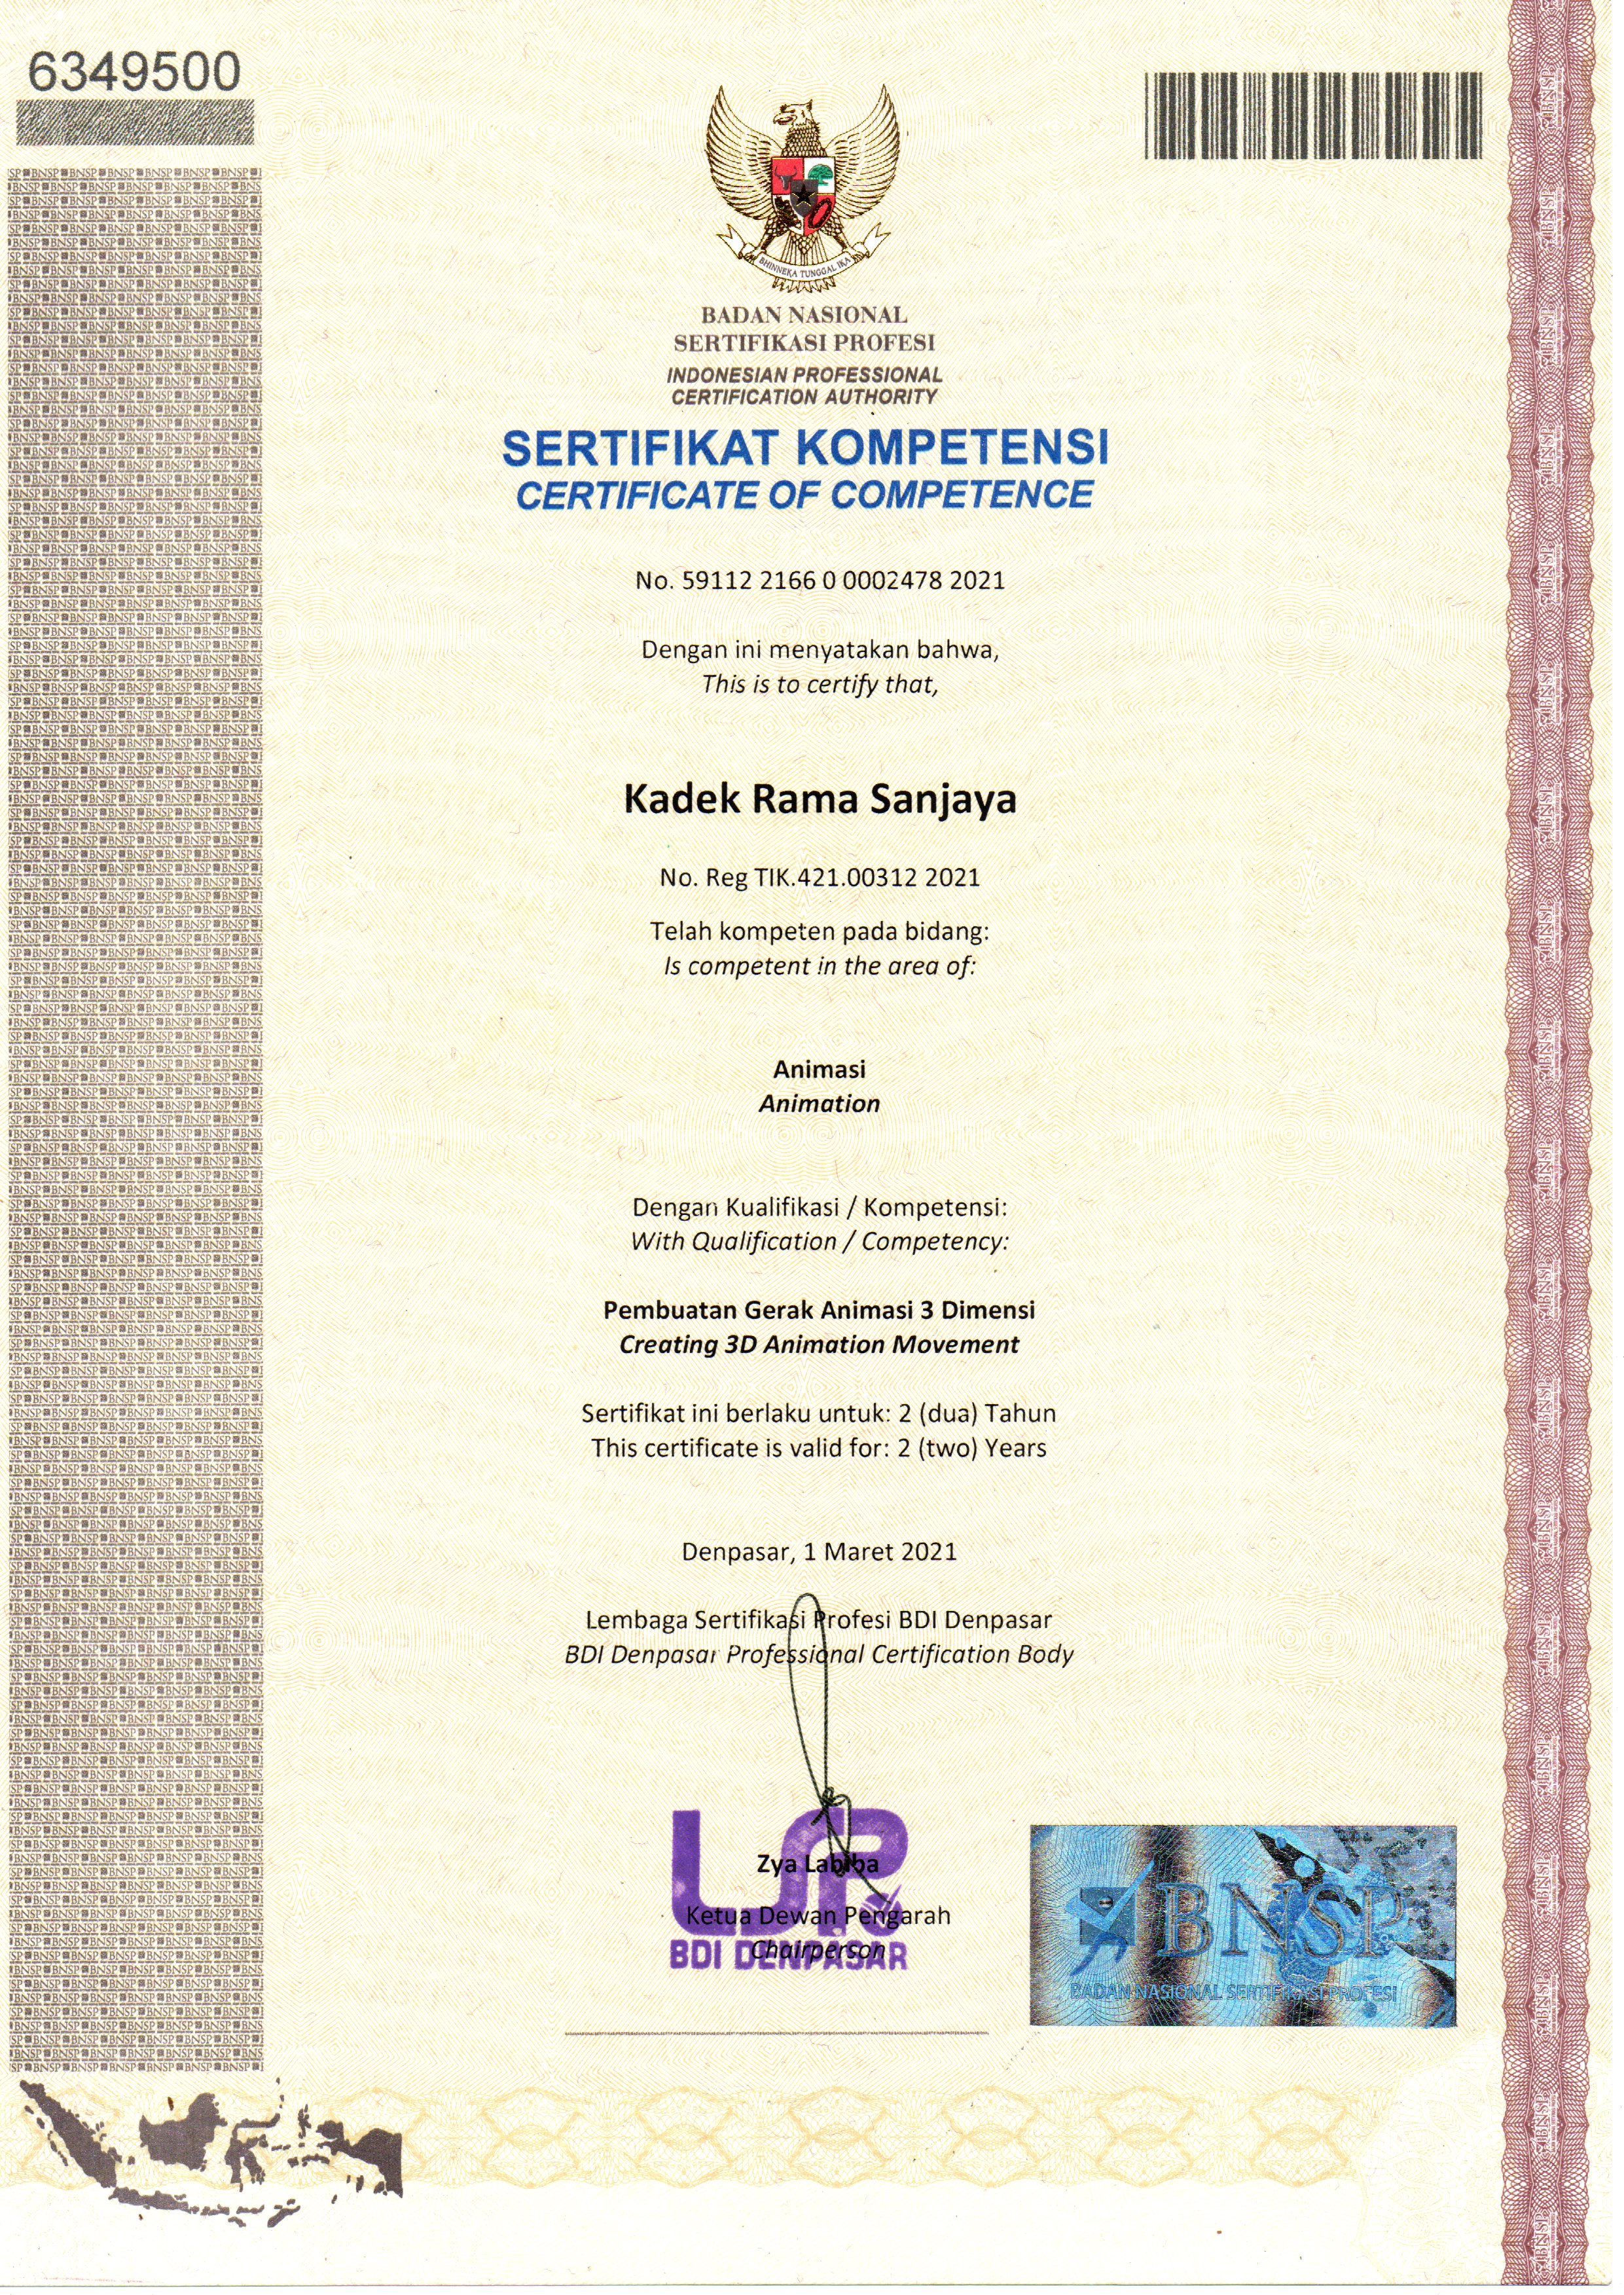 6349500
BHINNEKA TUNGGAL IKA
BADAN NASIONAL
SERTIFIKASI PROFESI
INDONESIAN PROFESSIONAL
CERTIFICATION AUTHORITY
SERTIFIKAT KOMPETENSI
CERTIFICATE OF COMPETENCE
No. 59112 2166 0 0002478 2021
Dengan ini menyatakan bahwa,
This is to certify that,
Kadek Rama Sanjaya
No. Reg TIK.421.00312 2021
Telah kompeten pada bidang:
Is competent in the area of:
Animasi
Animation
Dengan Kualifikasi / Kompetensi:
With Qualification / Competency:
Pembuatan Gerak Animasi 3 Dimensi
Creating 3D Animation Movement
Sertifikat ini berlaku untuk: 2 (dua) Tahun
This certificate is valid for: 2 (two) Years
Denpasar, 1 Maret 2021
Lembaga Sertifikasi Profesi BDI Denpasar
BDI Denpasar Professional Certification Body
LSP
Zya Labiba
Ketua Dewan Pengarah
Chairperson
BDI DENPASAR
BNSP
BADAN NASIONAL SERTIFIKASI PROFESI